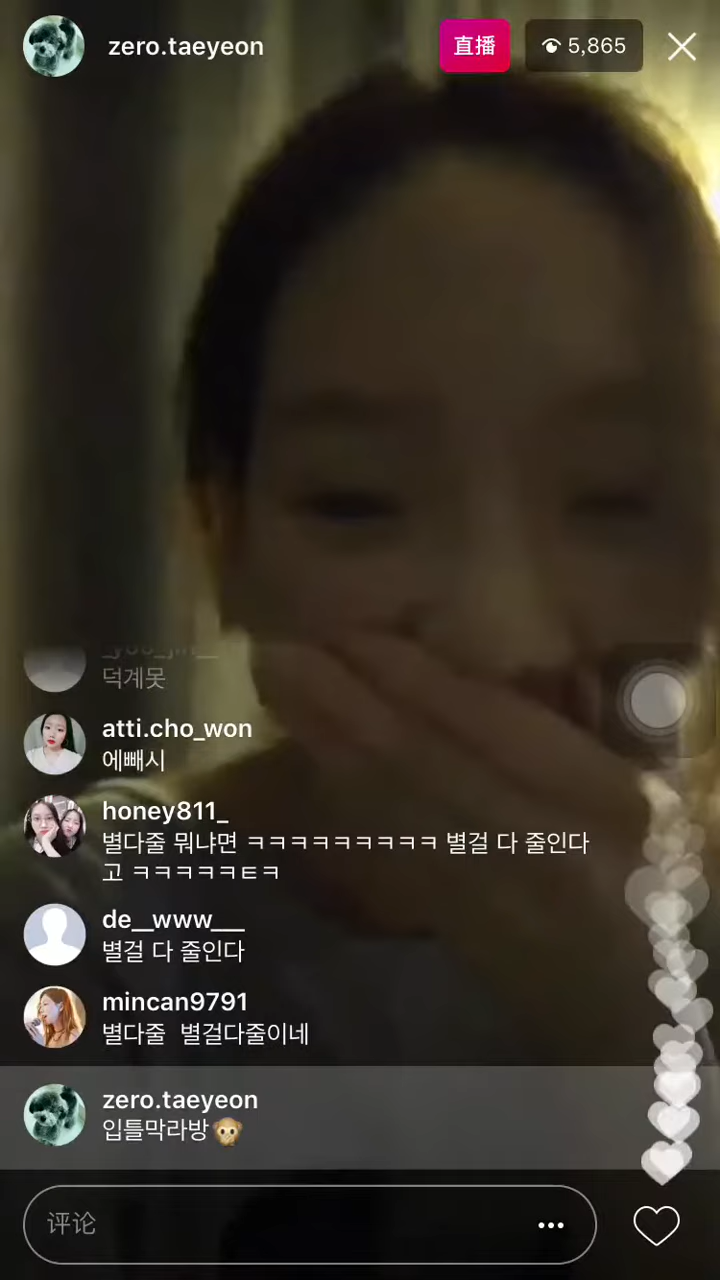 zero.taeyeon
直播
5,865
덕계못
atti.cho_won
에빼시
honey811_
별다줄 뭐냐면 ㅋㅋㅋㅋㅋㅋㅋㅋㅋ 별걸 다 줄인다
고 ㅋㅋㅋㅋㅋㅌㅋ
de__www___
별걸 다 줄인다
mincan9791
별다줄 별걸다줄이네
zero.taeyeon
입틀막라방🙊
评论